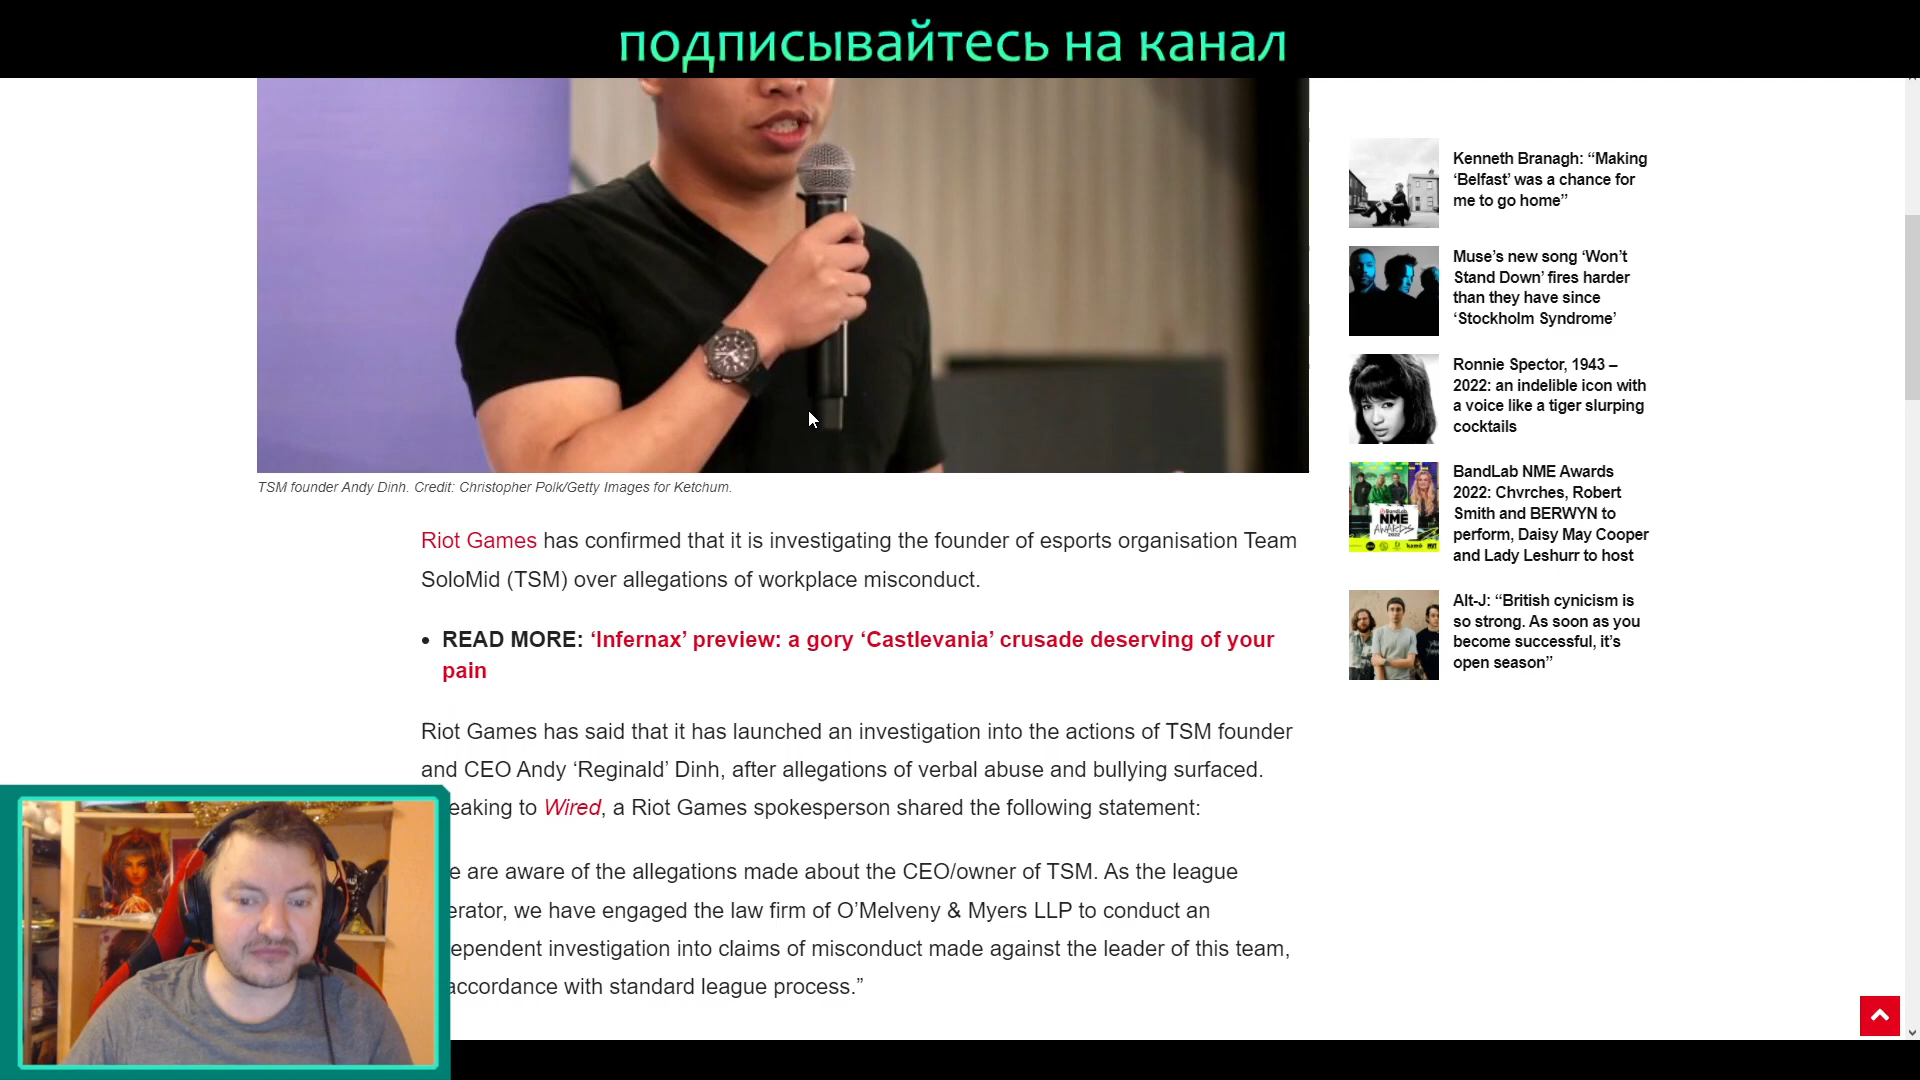 подписывайтесь на канал
TSM founder Andy Dinh. Credit: Christopher Polk/Getty Images for Ketchum.
Riot Games has confirmed that it is investigating the founder of esports organisation Team
SoloMid (TSM) over allegations of workplace misconduct.
• READ MORE: ‘Infernax’ preview: a gory ‘Castlevania’ crusade deserving of your
pain
Riot Games has said that it has launched an investigation into the actions of TSM founder
and CEO Andy ‘Reginald’ Dinh, after allegations of verbal abuse and bullying surfaced.
eaking to Wired, a Riot Games spokesperson shared the following statement:
e are aware of the allegations made about the CEO/owner of TSM. As the league
erator, we have engaged the law firm of O’Melveny & Myers LLP to conduct an
ependent investigation into claims of misconduct made against the leader of this team,
accordance with standard league process.”
Kenneth Branagh: “Making
‘Belfast’ was a chance for
me to go home”
Muse’s new song ‘Won’t
Stand Down’ fires harder
than they have since
‘Stockholm Syndrome’
Ronnie Spector, 1943 –
2022: an indelible icon with
a voice like a tiger slurping
cocktails
BandLab NME Awards
2022: Chvrches, Robert
Smith and BERWYN to
perform, Daisy May Cooper
and Lady Leshurr to host
BandLab
NME
AWARDS
2022
Alt-J: “British cynicism is
so strong. As soon as you
become successful, it’s
open season”